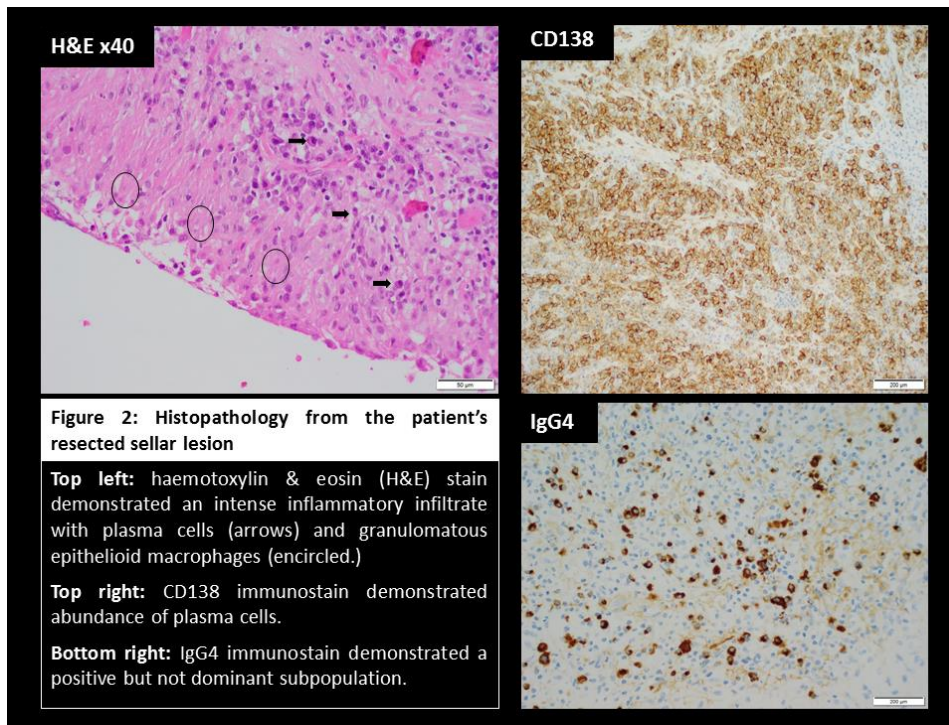 H&E x40
CD138
50 µm
200 µm
Figure 2: Histopathology from the patient's
resected sellar lesion
Top left: haemotoxylin & eosin (H&E) stain
demonstrated an intense inflammatory infiltrate
with plasma cells (arrows) and granulomatous
epithelioid macrophages (encircled.)
Top right: CD138 immunostain demonstrated
abundance of plasma cells.
Bottom right: IgG4 immunostain demonstrated a
positive but not dominant subpopulation.
IgG4
200 µm